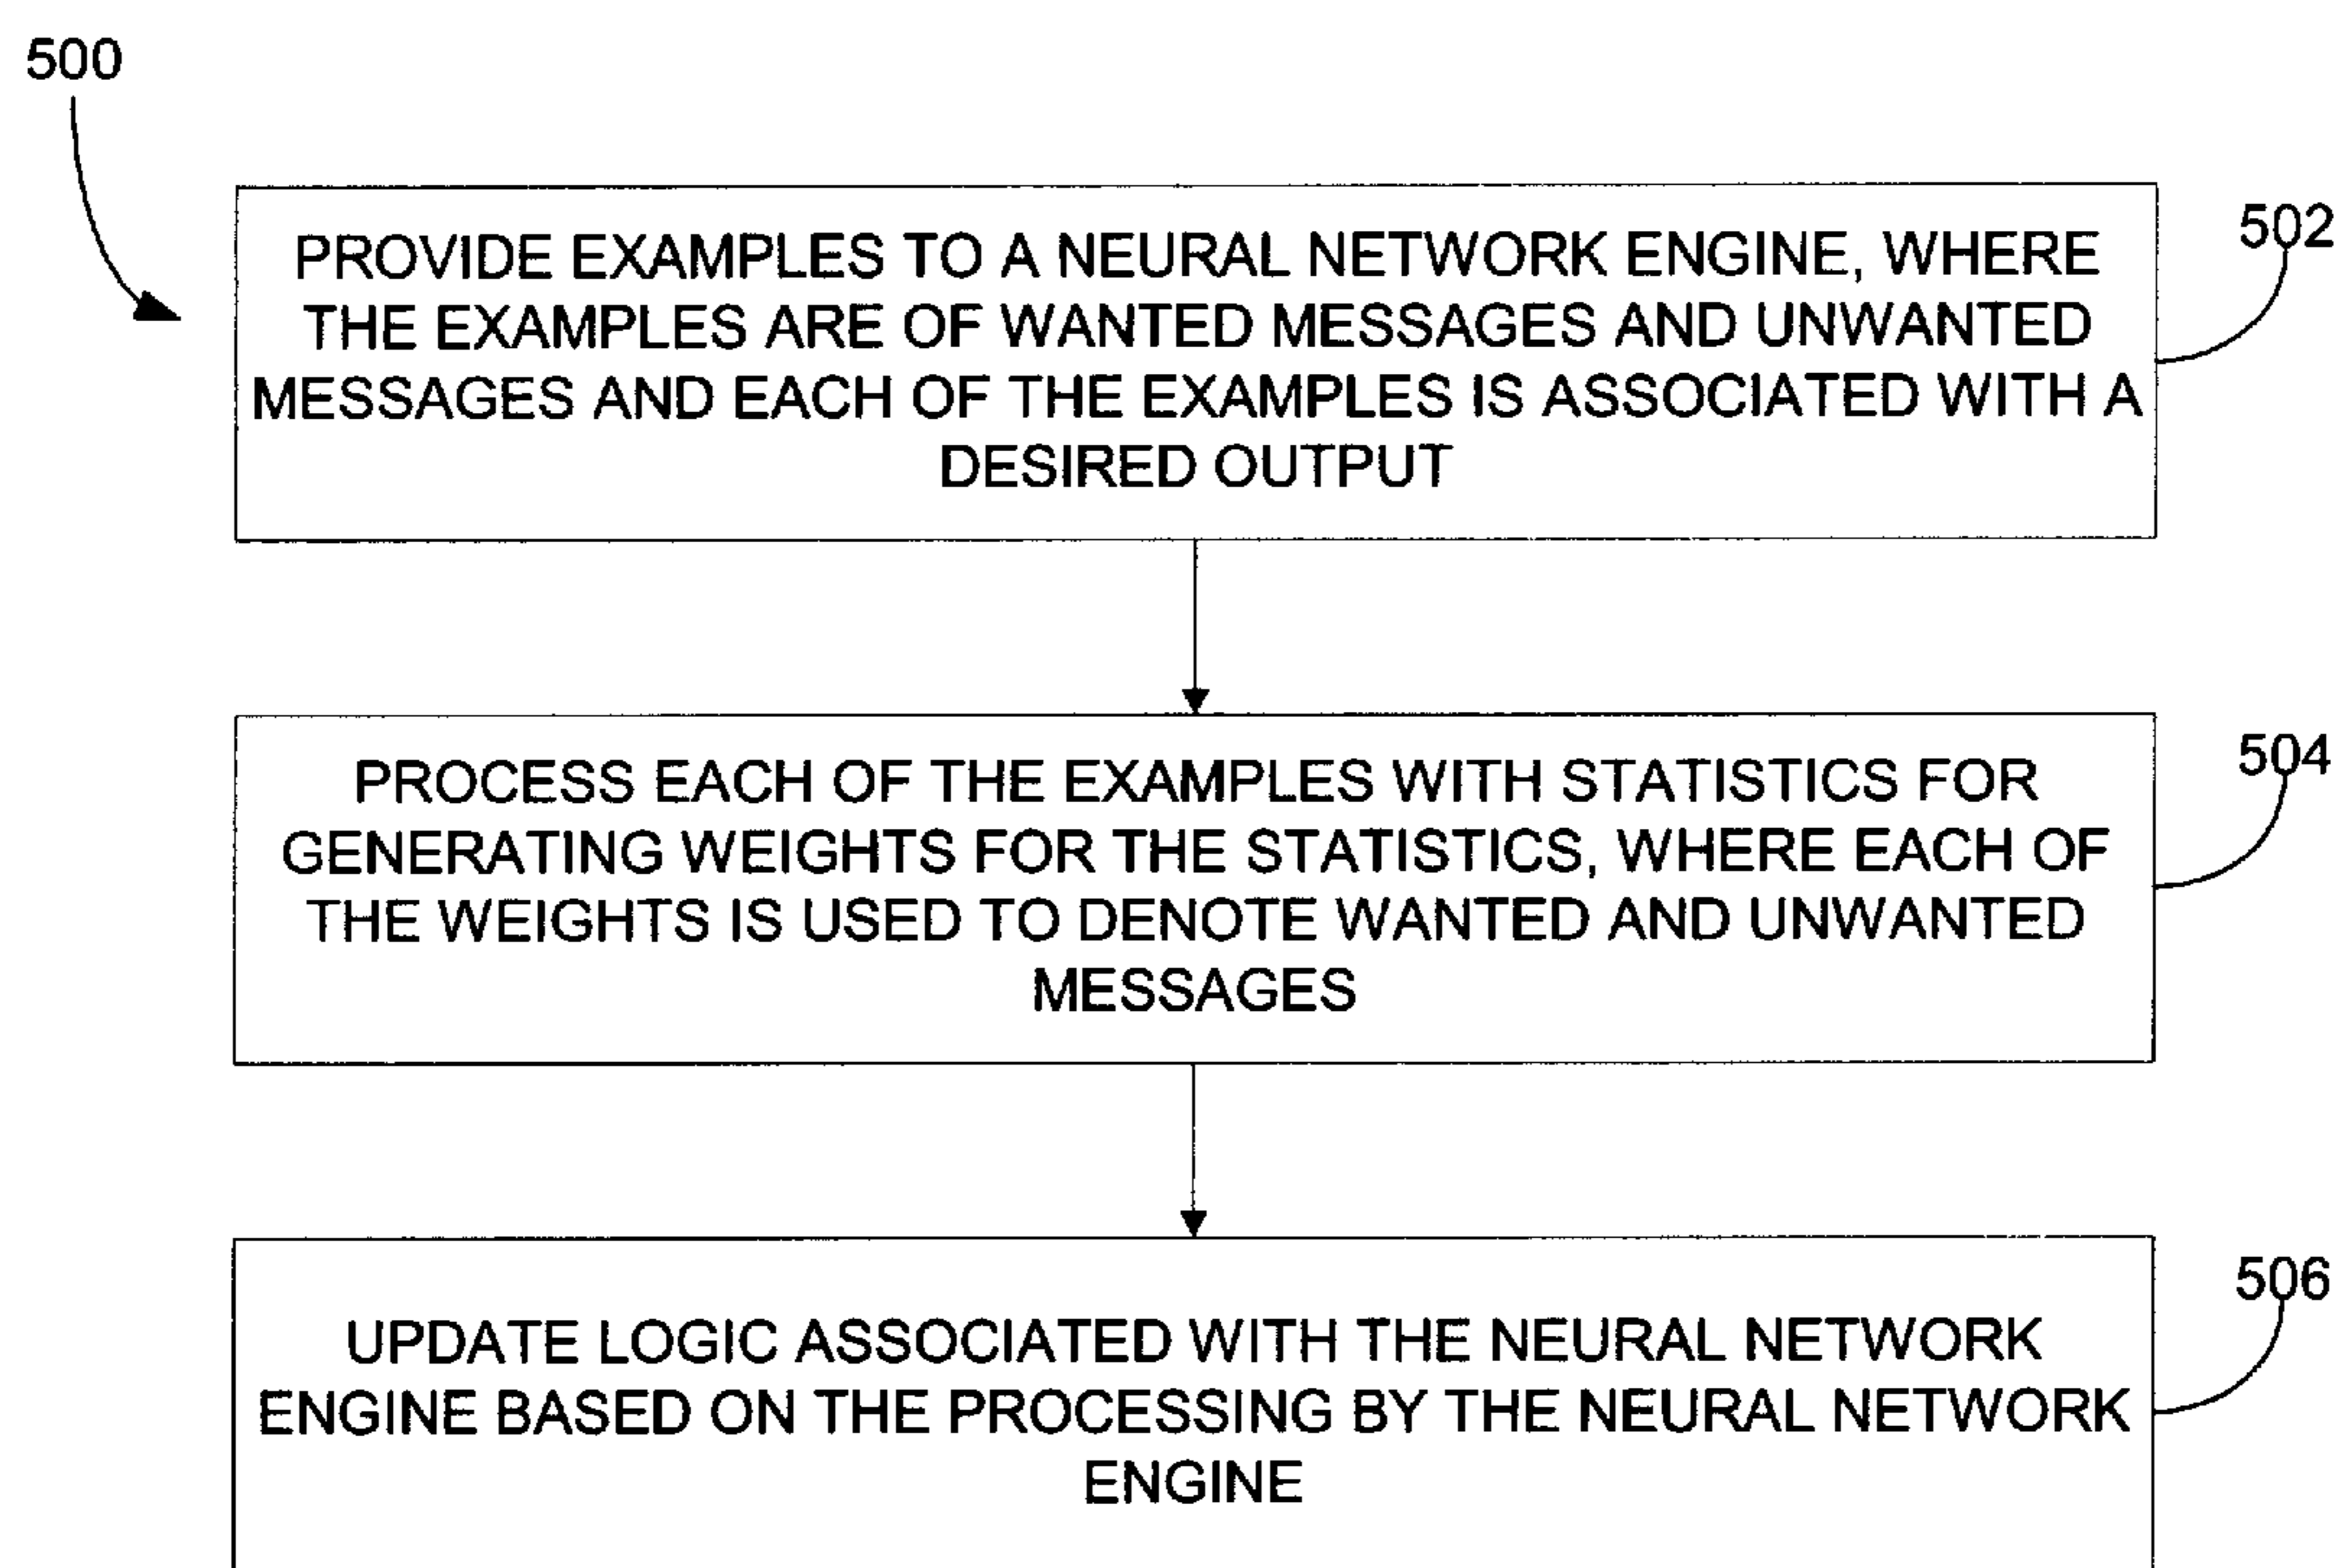 500
PROVIDE EXAMPLES TO A NEURAL NETWORK ENGINE, WHERE
THE EXAMPLES ARE OF WANTED MESSAGES AND UNWANTED
MESSAGES AND EACH OF THE EXAMPLES IS ASSOCIATED WITH A
DESIRED OUTPUT
502
PROCESS EACH OF THE EXAMPLES WITH STATISTICS FOR
GENERATING WEIGHTS FOR THE STATISTICS, WHERE EACH OF
THE WEIGHTS IS USED TO DENOTE WANTED AND UNWANTED
MESSAGES
504
UPDATE LOGIC ASSOCIATED WITH THE NEURAL NETWORK
ENGINE BASED ON THE PROCESSING BY THE NEURAL NETWORK
ENGINE
506